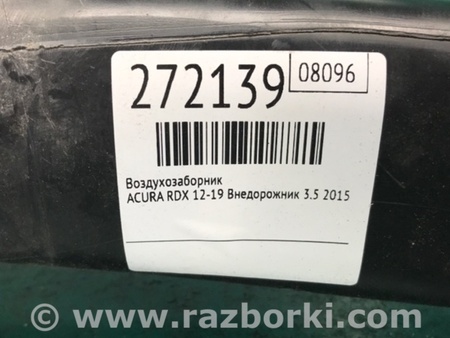 272139
08096
Воздухозаборник
ACURA RDX 12-19 Внедорожник 3.5 2015
© www.razborki.com